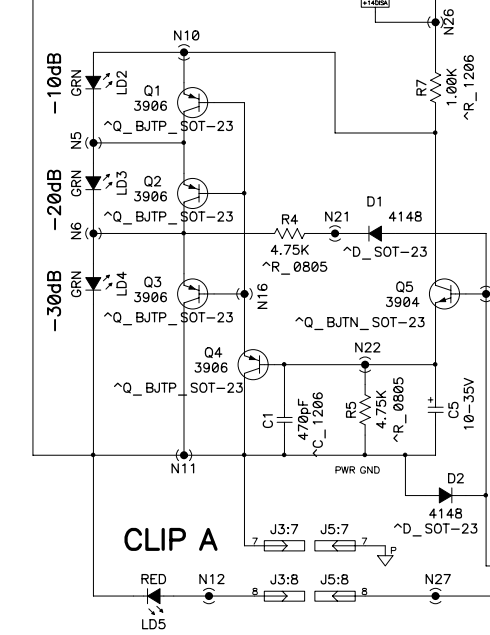 +14DISA
N26
N10
-10dB
GRN
LD2
Q1
3906
^Q_BJTP_SOT-23
R7
1.00K
^R_1206
N5
-20dB
GRN
LD3
Q2
3906
^Q_BJTP_SOT-23
N6
R4
4.75K
^R_0805
N21
D1
4148
^D_SOT-23
-30dB
GRN
LD4
Q3
3906
^Q_BJTP_SOT-23
N16
Q5
3904
^Q_BJTN_SOT-23
Q4
3906
^Q_BJTP_SOT-23
N22
C1
470pF
^C_1206
R5
4.75K
^R_0805
+
C5
10-35V
N11
PWR GND
D2
4148
^D_SOT-23
CLIP A
7
J3:7
J5:7
7
P
RED
LD5
N12
8
J3:8
J5:8
8
N27